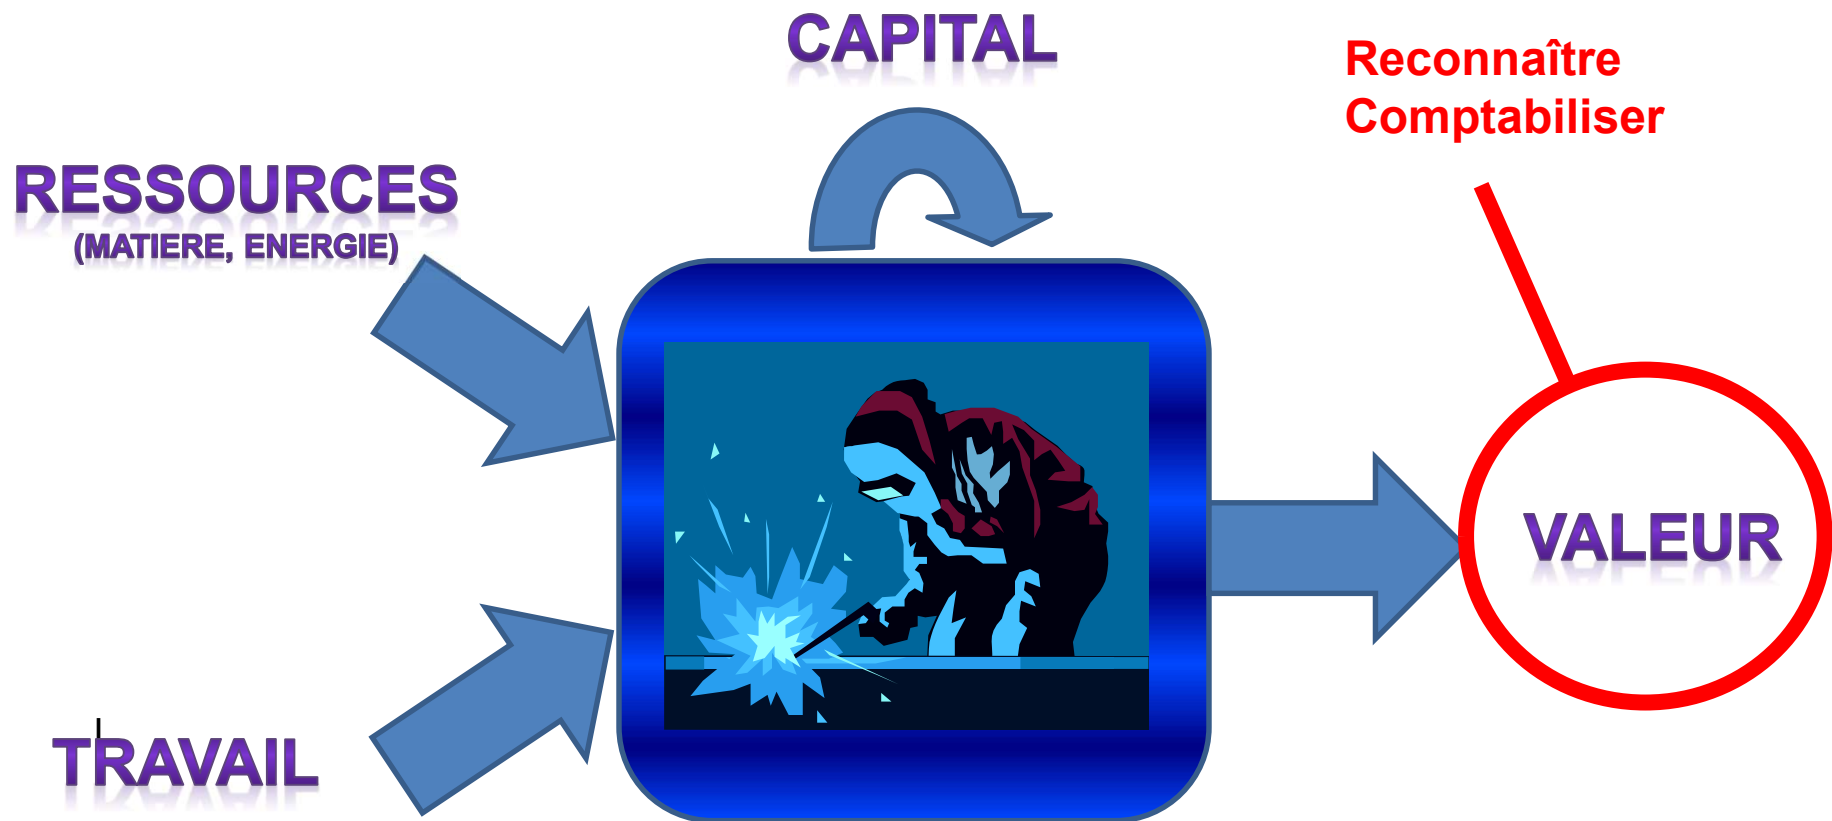 CAPITAL
Reconnaître
Comptabiliser
RESSOURCES
(MATIERE, ENERGIE)
VALEUR
TRAVAIL